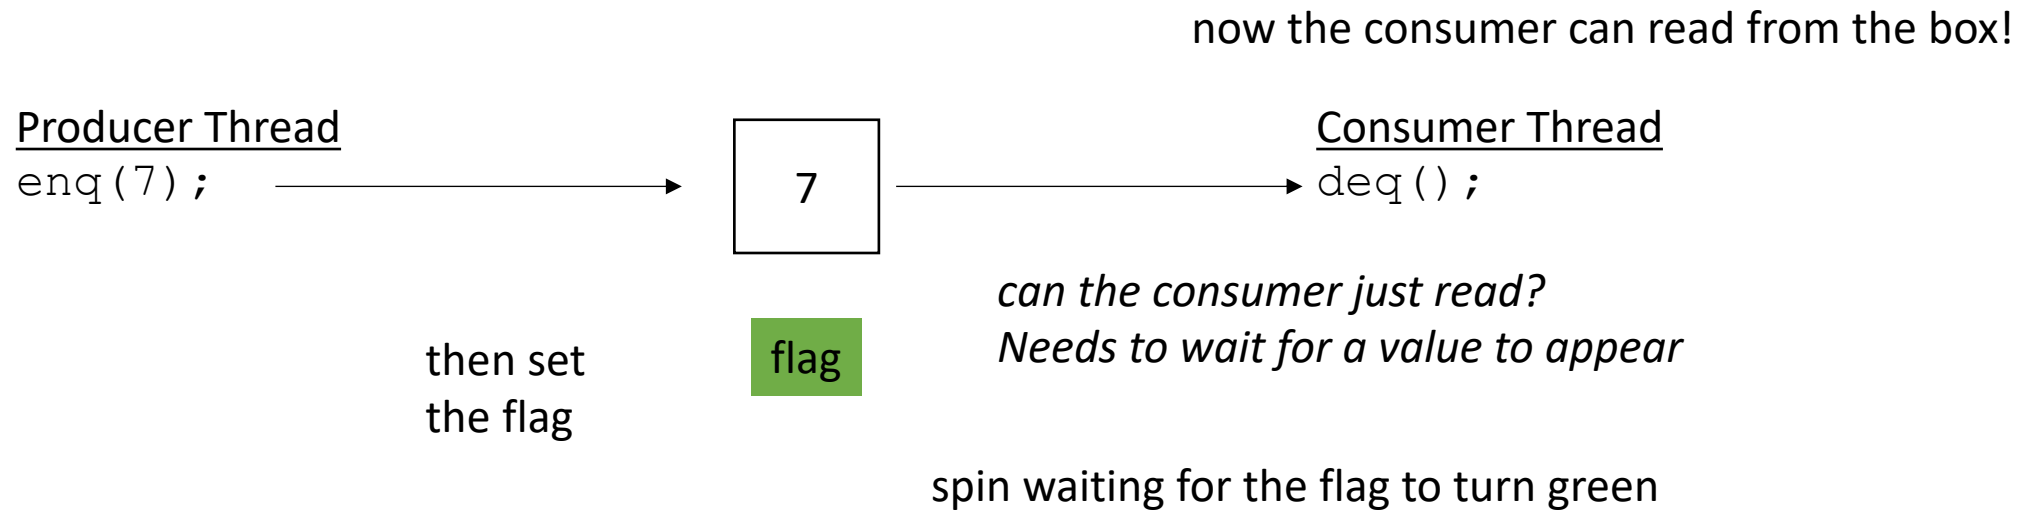 now the consumer can read from the box!
Producer Thread
enq(7);
7
Consumer Thread
deq();
can the consumer just read?
Needs to wait for a value to appear
then set
the flag
flag
spin waiting for the flag to turn green